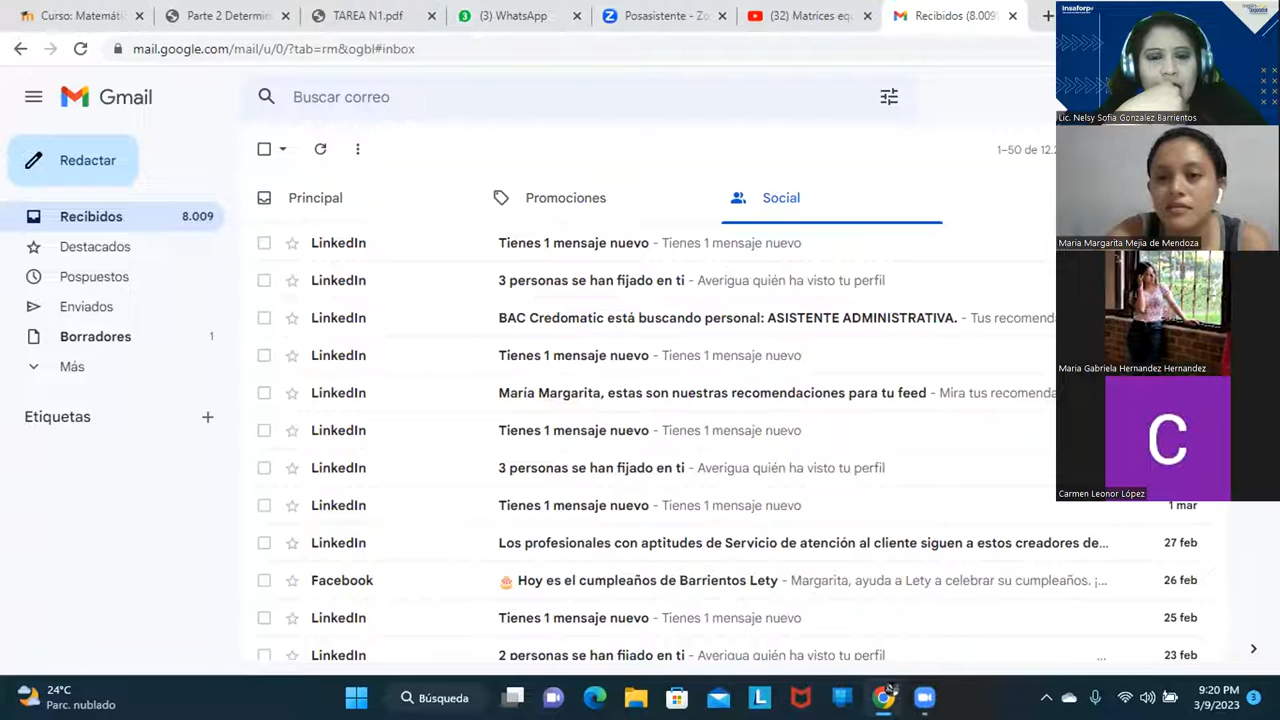 Curso: Matemáti
Parte 2 Determin
TAREA
pdf
(3) WhatsApp
Posasistente - Zo
(32) Matrices equ
Recibidos (8.009
mail.google.com/mail/u/0/?tab=rm&ogbl#inbox
Gmail
Buscar correo
Redactar
1–50 de 12.2
Principal
Promociones
Social
Recibidos 8.009
Destacados
Pospuestos
Enviados
Borradores 1
Más
Etiquetas
LinkedIn Tienes 1 mensaje nuevo - Tienes 1 mensaje nuevo
LinkedIn 3 personas se han fijado en ti - Averigua quién ha visto tu perfil
LinkedIn BAC Credomatic está buscando personal: ASISTENTE ADMINISTRATIVA. - Tus recomenda
LinkedIn Tienes 1 mensaje nuevo - Tienes 1 mensaje nuevo
LinkedIn María Margarita, estas son nuestras recomendaciones para tu feed - Mira tus recomenda
LinkedIn Tienes 1 mensaje nuevo - Tienes 1 mensaje nuevo
LinkedIn 3 personas se han fijado en ti - Averigua quién ha visto tu perfil
LinkedIn Tienes 1 mensaje nuevo - Tienes 1 mensaje nuevo 1 mar
LinkedIn Los profesionales con aptitudes de Servicio de atención al cliente siguen a estos creadores de... 27 feb
Facebook 🎂 Hoy es el cumpleaños de Barrientos Lety - Margarita, ayuda a Lety a celebrar su cumpleaños. ¡... 26 feb
LinkedIn Tienes 1 mensaje nuevo - Tienes 1 mensaje nuevo 25 feb
LinkedIn 2 personas se han fijado en ti - Averigua quién ha visto tu perfil ... 23 feb
Insaforp
Lic. Nelsy Sofia González Barrientos
Maria Margarita Mejia de Mendoza
Maria Gabriela Hernandez Hernandez
C
Carmen Leonor López
24°C
Parc. nublado
Búsqueda
9:20 PM
3/9/2023
3